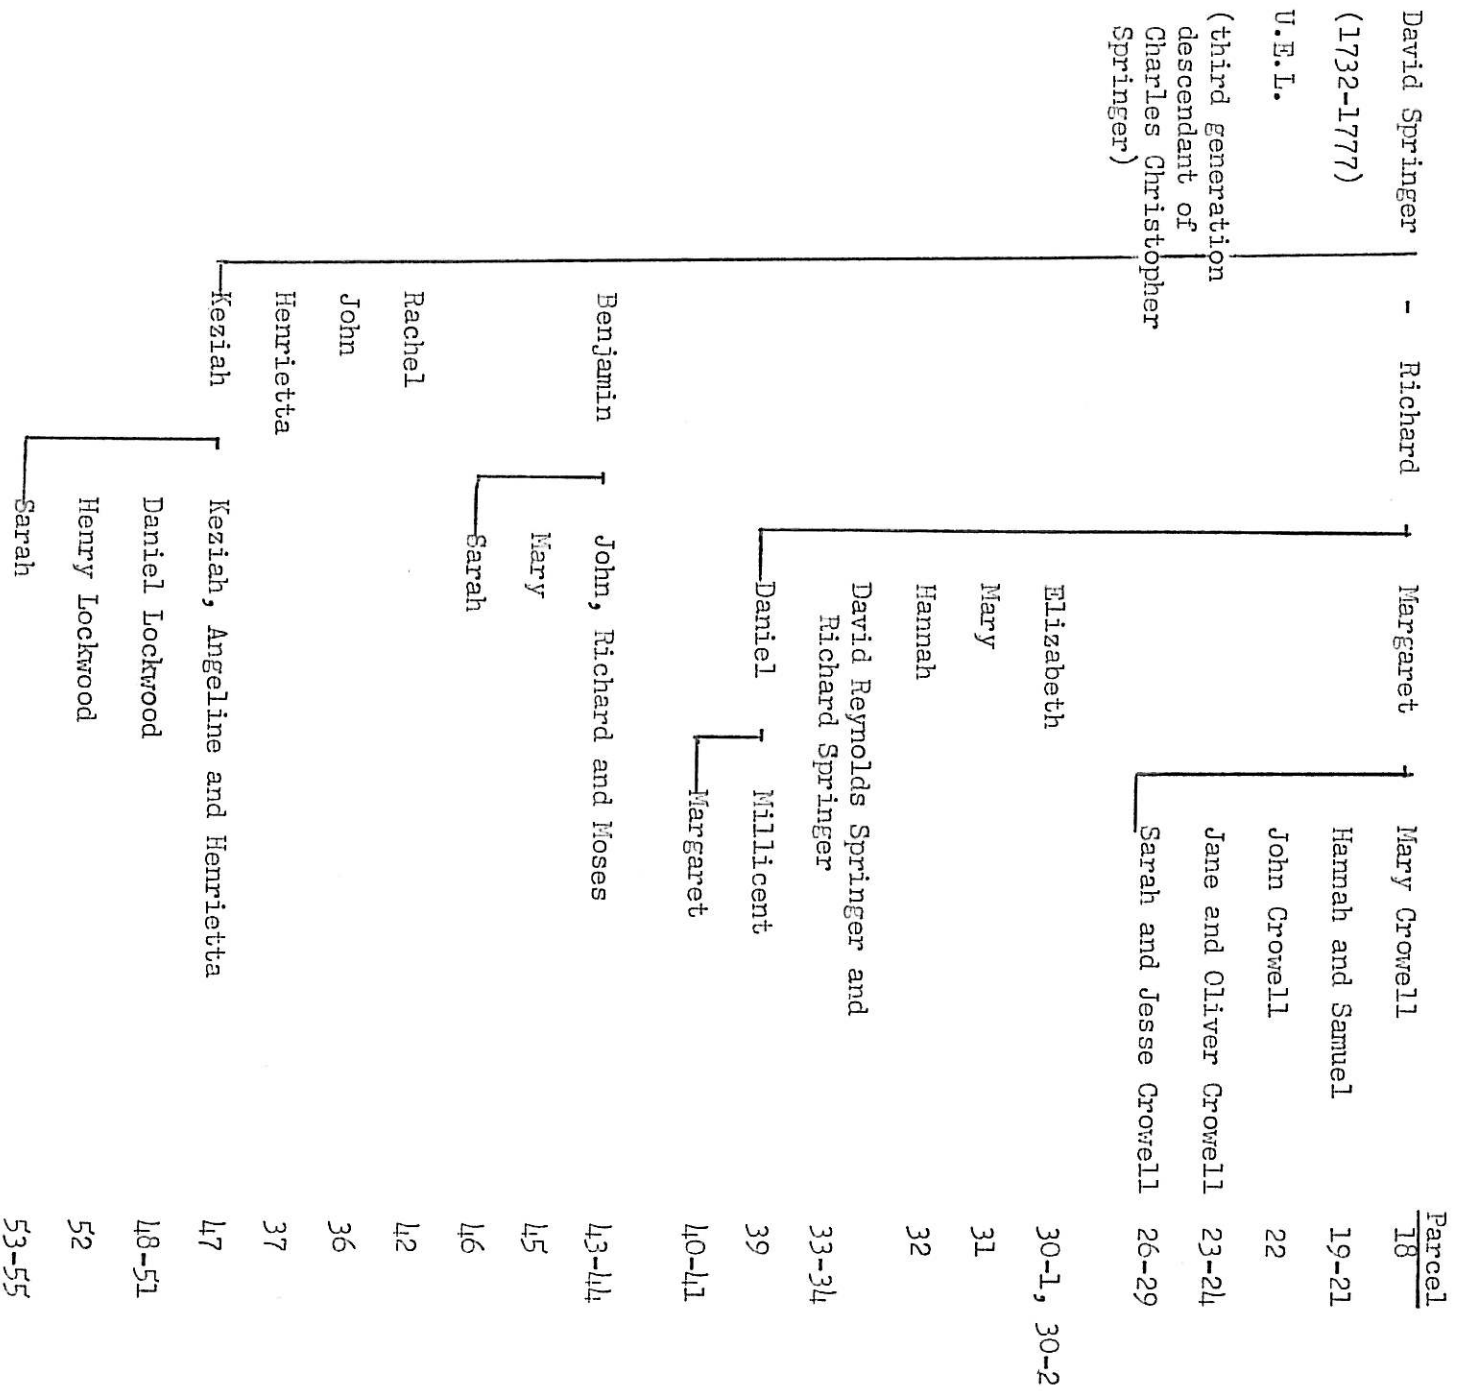 Parcel
David Springer - Richard Margaret Mary Crowell 18
(1732-1777) Hannah and Samuel 19-21
U.E.L. John Crowell 22
(third generation Jane and Oliver Crowell 23-24
descendant of
Charles Christopher Sarah and Jesse Crowell 26-29
Springer)
Elizabeth 30-1, 30-2
Mary 31
Hannah 32
David Reynolds Springer and
Richard Springer 33-34
Daniel Millicent 39
Margaret 40-41
Benjamin John, Richard and Moses 43-44
Mary 45
Sarah 46
Rachel 42
John 36
Henrietta 37
Keziah Keziah, Angeline and Henrietta 47
Daniel Lockwood 48-51
Henry Lockwood 52
Sarah 53-55